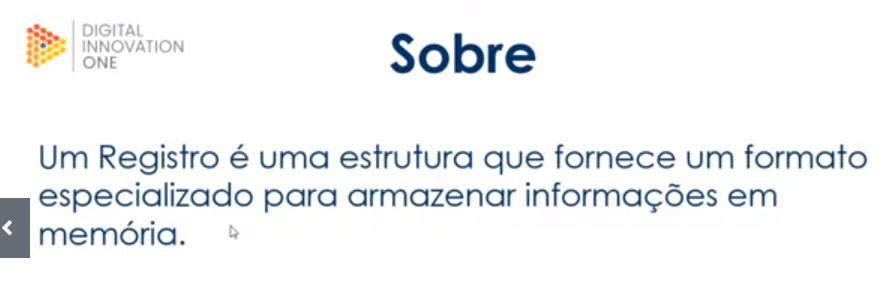 DIGITAL
INNOVATION
ONE
Sobre
Um Registro é uma estrutura que fornece um formato
especializado para armazenar informações em
memória.